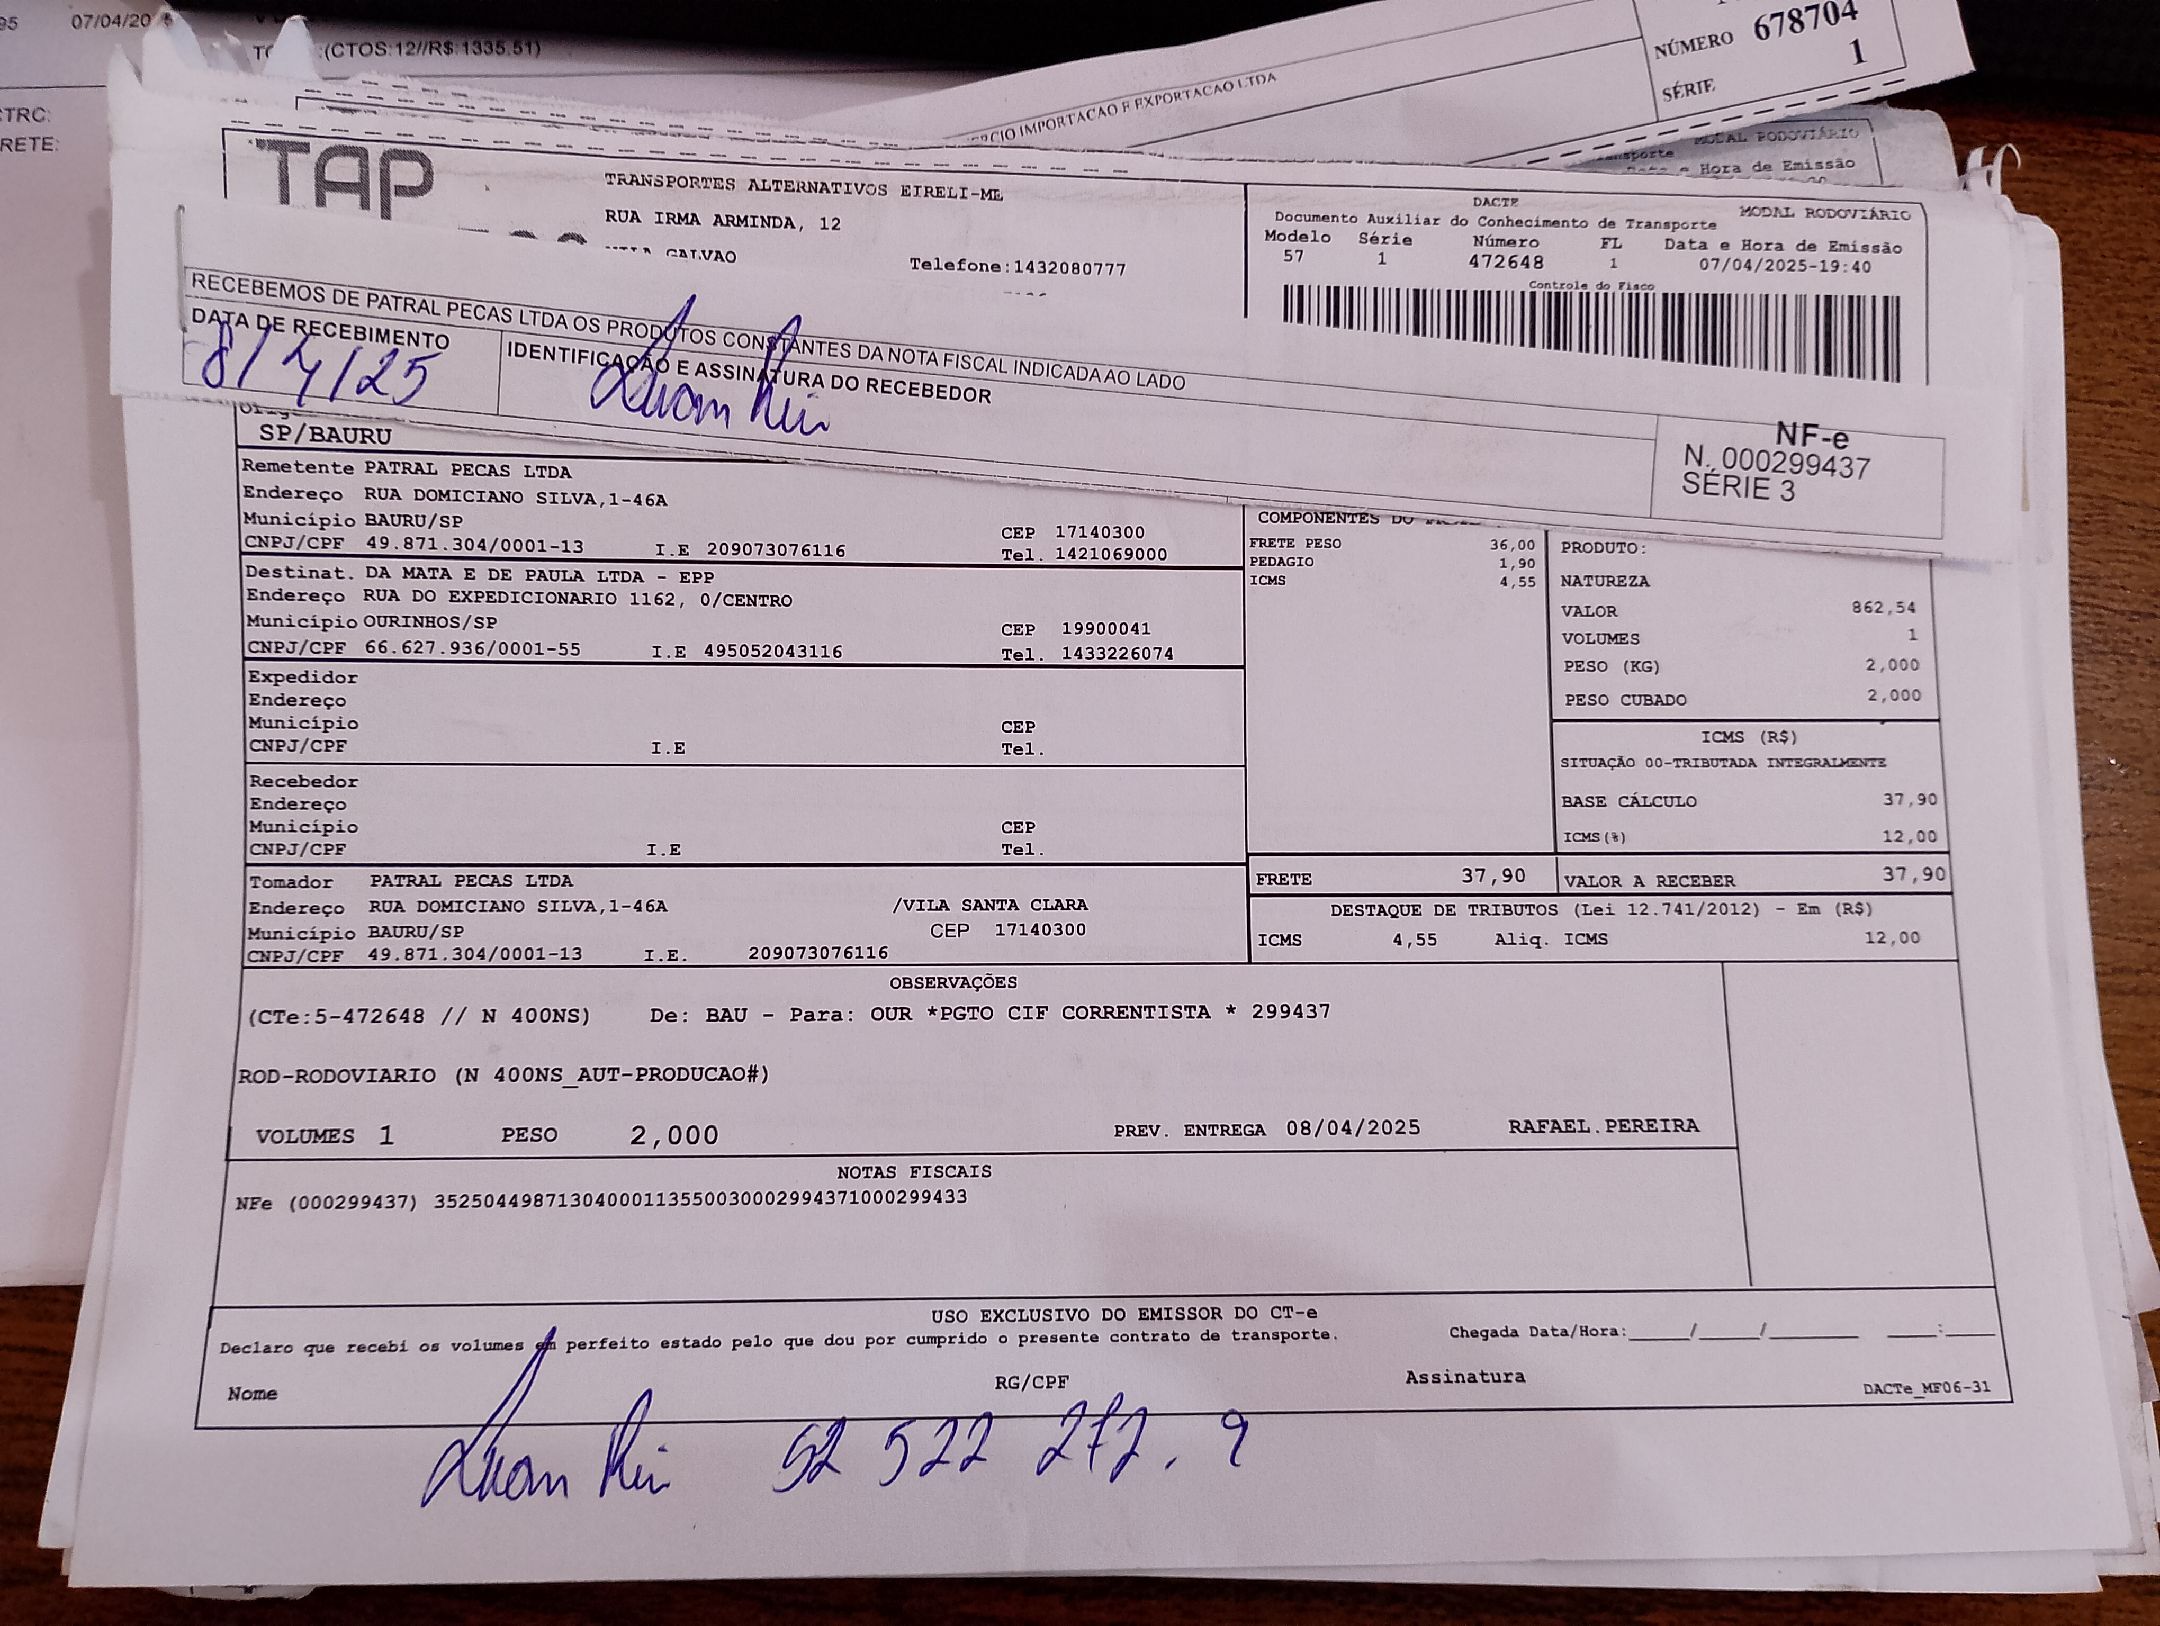 95 07/04/20
(CTOS:12//R$:1335.51)
CTRC:
RETE:
NÚMERO 678704
SÉRIE 1
RCIO IMPORTACAO E EXPORTACAO LTDA
MODAL RODOVIÁRIO
e Hora de Emissão
TAP
TRANSPORTES ALTERNATIVOS EIRELI-ME
RUA IRMA ARMINDA, 12
GALVAO
Telefone:1432080777
DACTE
Documento Auxiliar do Conhecimento de Transporte MODAL RODOVIÁRIO
Modelo Série Número FL Data e Hora de Emissão
57 1 472648 1 07/04/2025-19:40
Controle do Fisco
RECEBEMOS DE PATRAL PECAS LTDA OS PRODUTOS CONSTANTES DA NOTA FISCAL INDICADA AO LADO
DATA DE RECEBIMENTO
8/4/25
IDENTIFICAÇÃO E ASSINATURA DO RECEBEDOR
NF-e
N. 000299437
SÉRIE 3
SP/BAURU
Remetente PATRAL PECAS LTDA
Endereço RUA DOMICIANO SILVA,1-46A
Município BAURU/SP CEP 17140300
CNPJ/CPF 49.871.304/0001-13 I.E 209073076116 Tel. 1421069000
Destinat. DA MATA E DE PAULA LTDA - EPP
Endereço RUA DO EXPEDICIONARIO 1162, 0/CENTRO
Município OURINHOS/SP CEP 19900041
CNPJ/CPF 66.627.936/0001-55 I.E 495052043116 Tel. 1433226074
Expedidor
Endereço
Município CEP
CNPJ/CPF I.E Tel.
Recebedor
Endereço
Município CEP
CNPJ/CPF I.E Tel.
Tomador PATRAL PECAS LTDA
Endereço RUA DOMICIANO SILVA,1-46A /VILA SANTA CLARA
Município BAURU/SP CEP 17140300
CNPJ/CPF 49.871.304/0001-13 I.E. 209073076116
COMPONENTES DO
FRETE PESO 36,00
PEDAGIO 1,90
ICMS 4,55
PRODUTO:
NATUREZA
VALOR 862,54
VOLUMES 1
PESO (KG) 2,000
PESO CUBADO 2,000
ICMS (R$)
SITUAÇÃO 00-TRIBUTADA INTEGRALMENTE
BASE CÁLCULO 37,90
ICMS(%) 12,00
FRETE 37,90 VALOR A RECEBER 37,90
DESTAQUE DE TRIBUTOS (Lei 12.741/2012) - Em (R$)
ICMS 4,55 Aliq. ICMS 12,00
OBSERVAÇÕES
(CTe:5-472648 // N 400NS) De: BAU - Para: OUR *PGTO CIF CORRENTISTA * 299437
ROD-RODOVIARIO (N 400NS_AUT-PRODUCAO#)
VOLUMES 1 PESO 2,000 PREV. ENTREGA 08/04/2025 RAFAEL.PEREIRA
NOTAS FISCAIS
NFe (000299437) 35250449871304000113550030002994371000299433
USO EXCLUSIVO DO EMISSOR DO CT-e
Declaro que recebi os volumes em perfeito estado pelo que dou por cumprido o presente contrato de transporte. Chegada Data/Hora:____/____/________ ____:____
Nome RG/CPF Assinatura DACTe_MF06-31
52 522 272.9